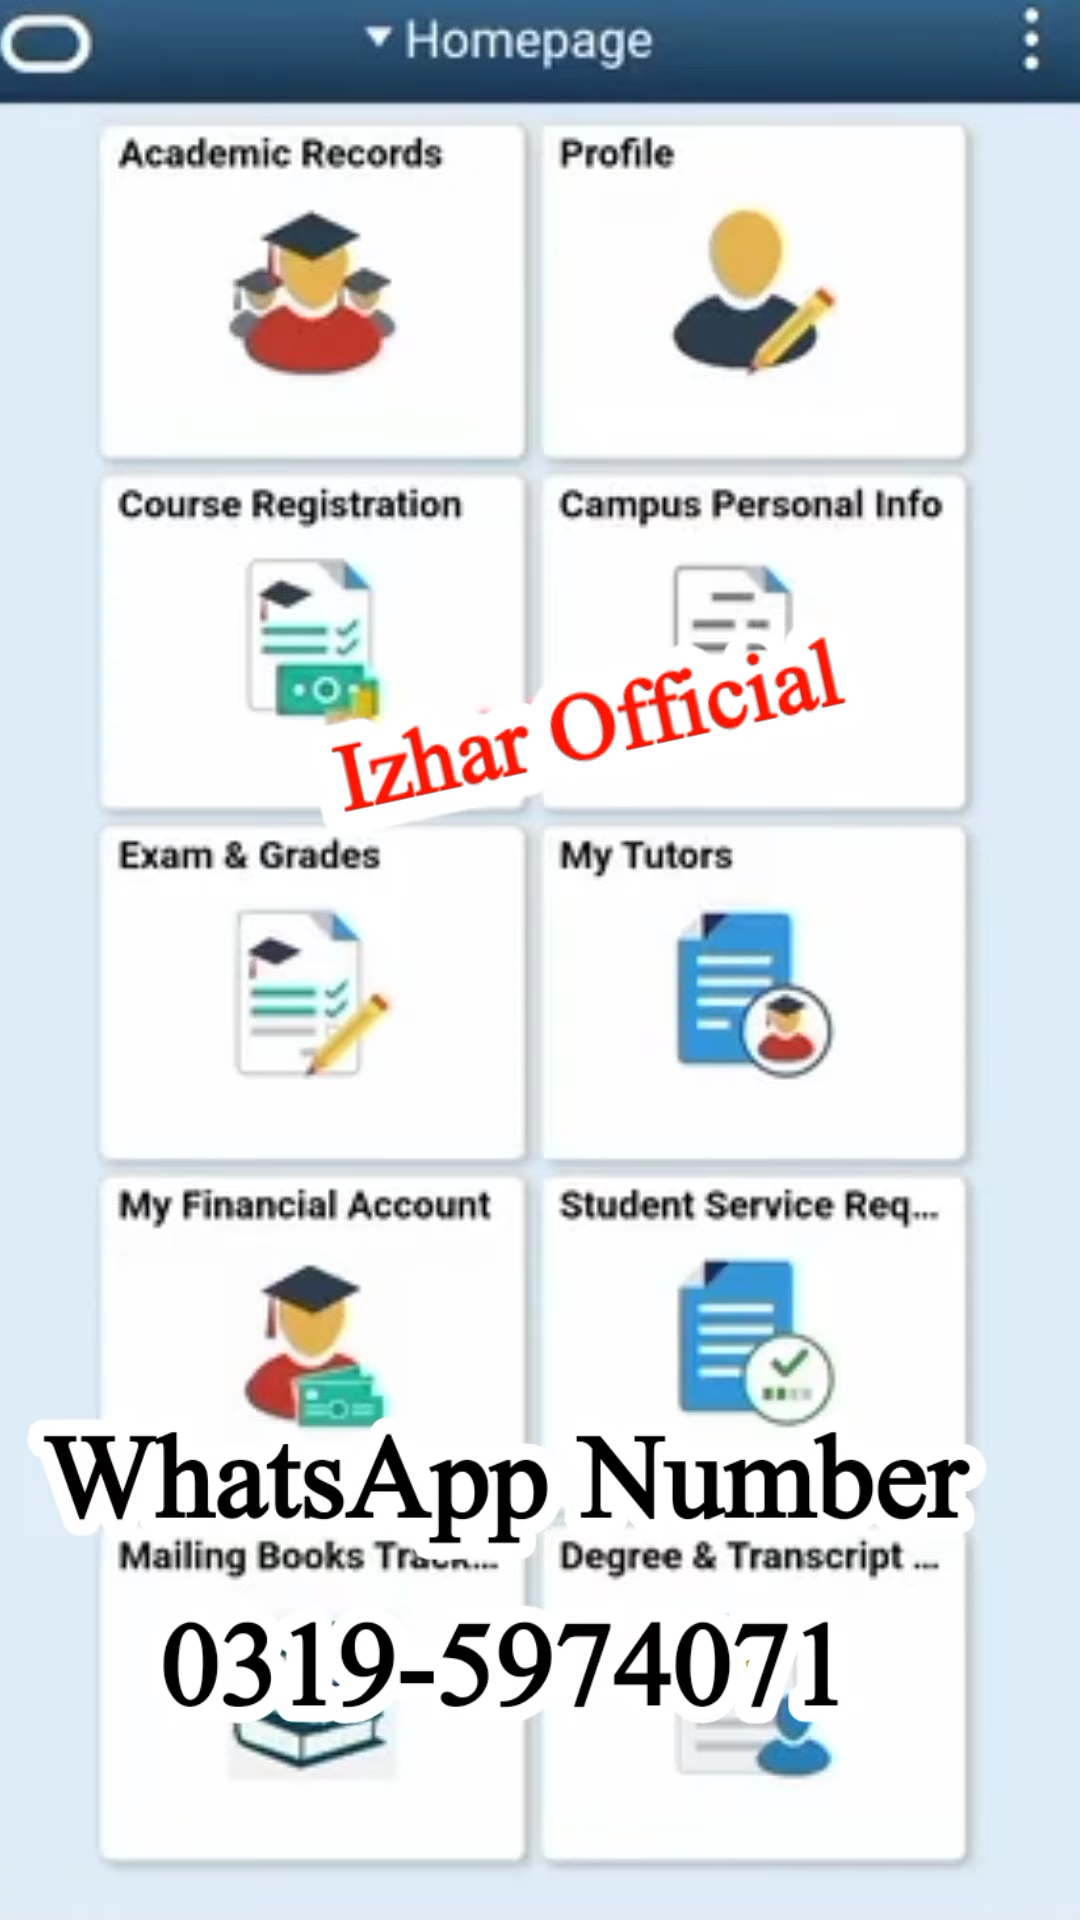 Homepage
Academic Records
Profile
Course Registration
Campus Personal Info
Izhar Official
Exam & Grades
My Tutors
My Financial Account
Student Service Req...
WhatsApp Number
Mailing Books Track...
Degree & Transcript ...
0319-5974071